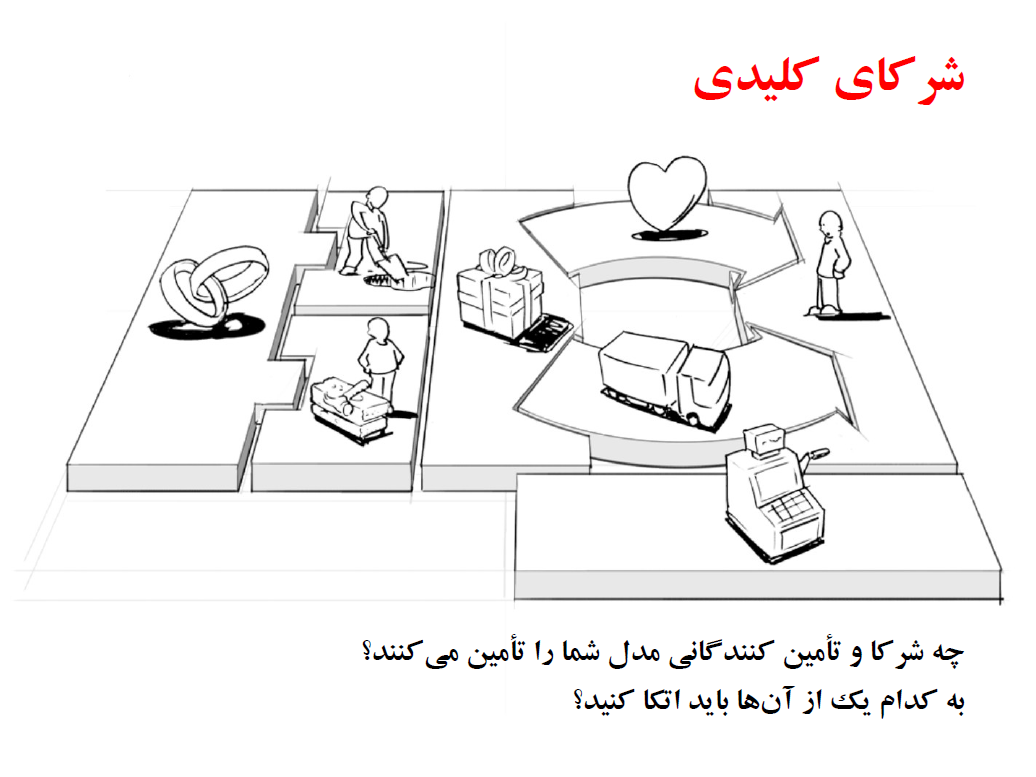 شرکای کلیدی
چه شرکا و تأمین کنندگانی مدل شما را تأمین می‌کنند؟
به کدام یک از آن‌ها باید اتکا کنید؟